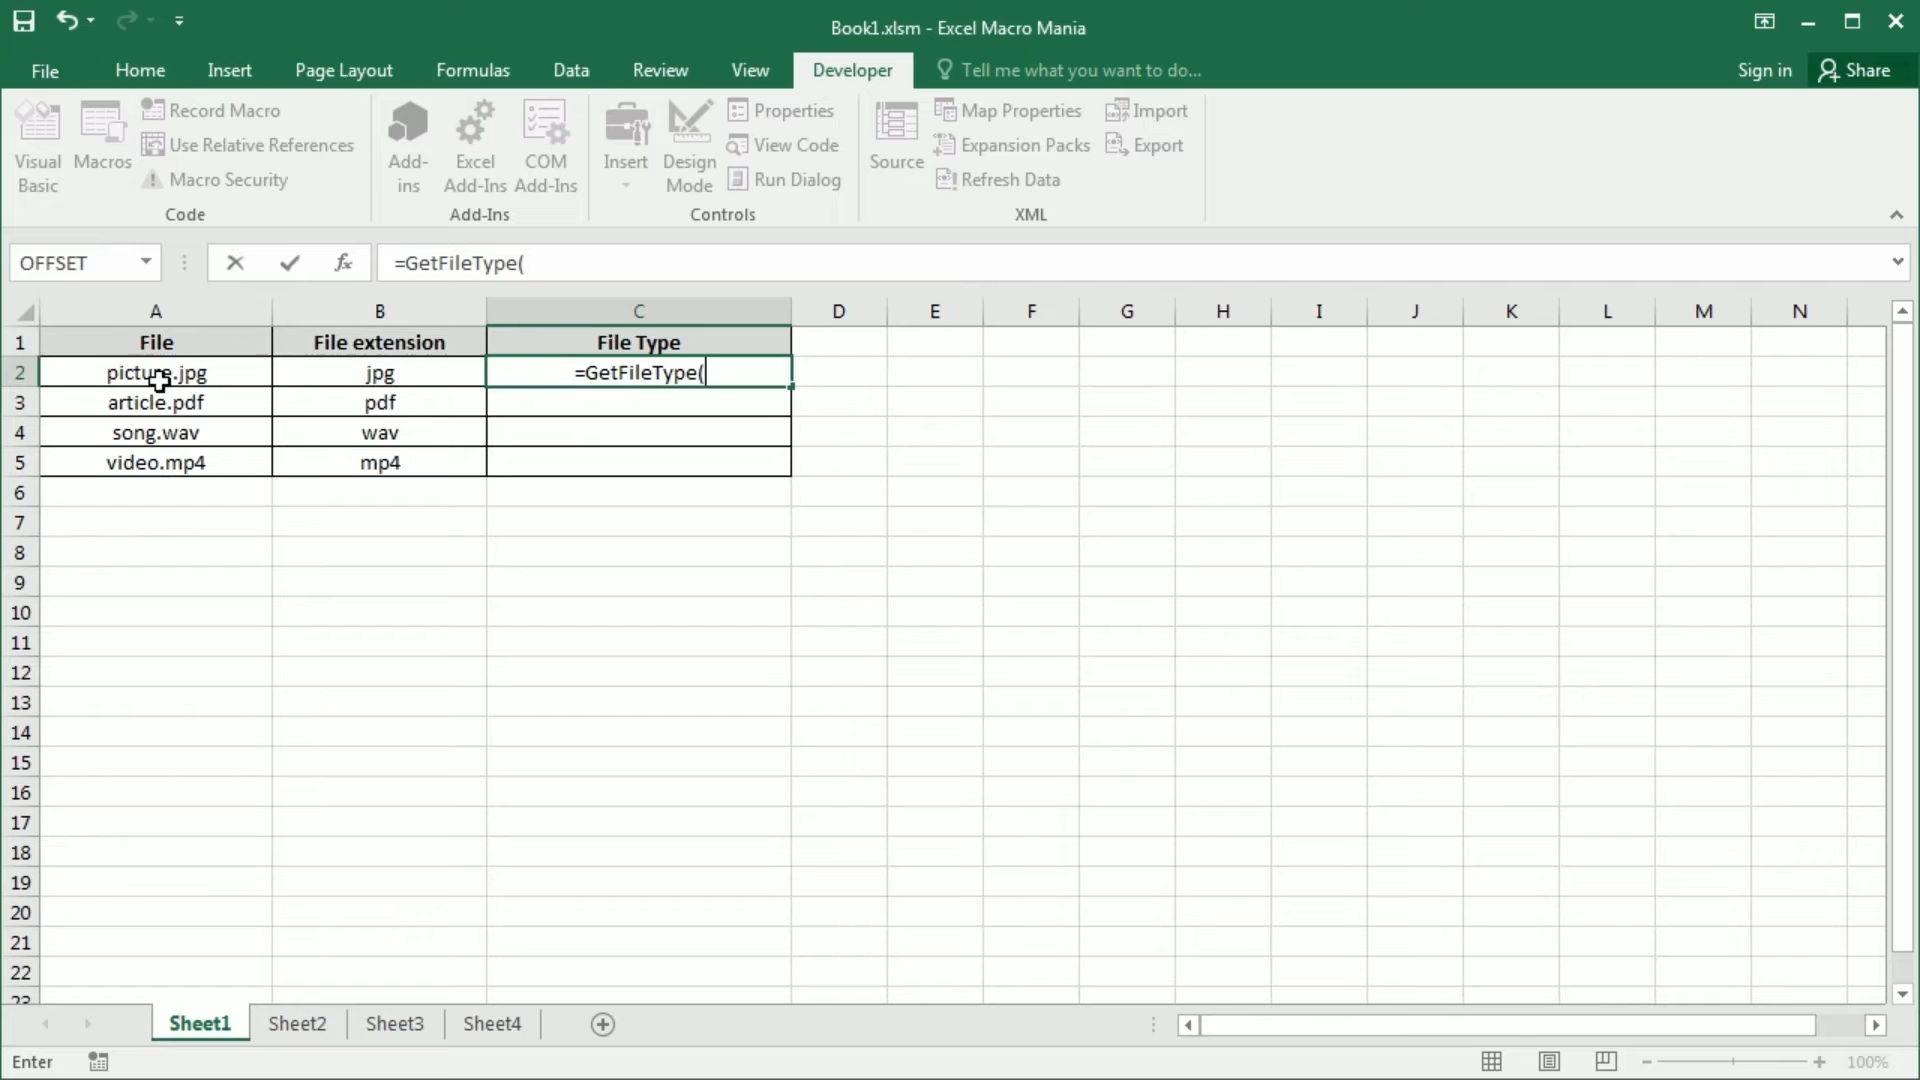 Book1.xlsm - Excel Macro Mania
File Home Insert Page Layout Formulas Data Review View Developer Tell me what you want to do... Sign in Share
Visual Basic
Macros
Record Macro
Use Relative References
Macro Security
Code
Add-ins
Excel Add-Ins
COM Add-Ins
Add-Ins
Insert
Design Mode
Properties
View Code
Run Dialog
Controls
Source
Map Properties
Expansion Packs
Refresh Data
Import
Export
XML
OFFSET fx =GetFileType(
A B C D E F G H I J K L M N
1 File File extension File Type
2 picture.jpg jpg =GetFileType(
3 article.pdf pdf
4 song.wav wav
5 video.mp4 mp4
6
7
8
9
10
11
12
13
14
15
16
17
18
19
20
21
22
23
Sheet1 Sheet2 Sheet3 Sheet4
Enter 100%